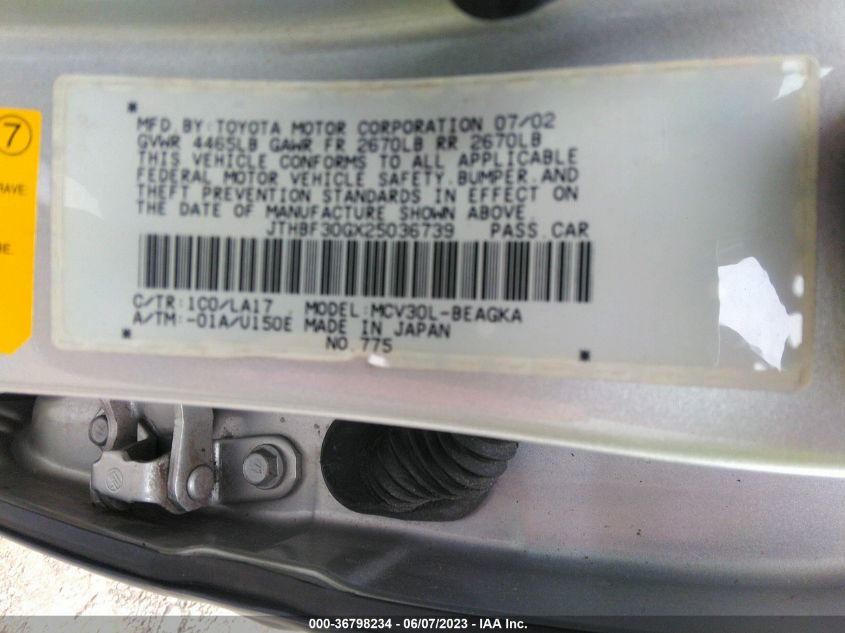 7
RAVE
BE.
MFD. BY: TOYOTA MOTOR CORPORATION 07/02
GVWR 4465LB GAWR FR 2670LB RR 2670LB
THIS VEHICLE CONFORMS TO ALL APPLICABLE
FEDERAL MOTOR VEHICLE SAFETY, BUMPER, AND
THEFT PREVENTION STANDARDS IN EFFECT ON
THE DATE OF MANUFACTURE SHOWN ABOVE.
JTHBF30GX25036739 PASS. CAR
C/TR: 1C0/LA17 MODEL: MCV30L-BEAGKA
A/TM: -01A/U150E MADE IN JAPAN
NO. 775
000-36798234 - 06/07/2023 - IAA Inc.